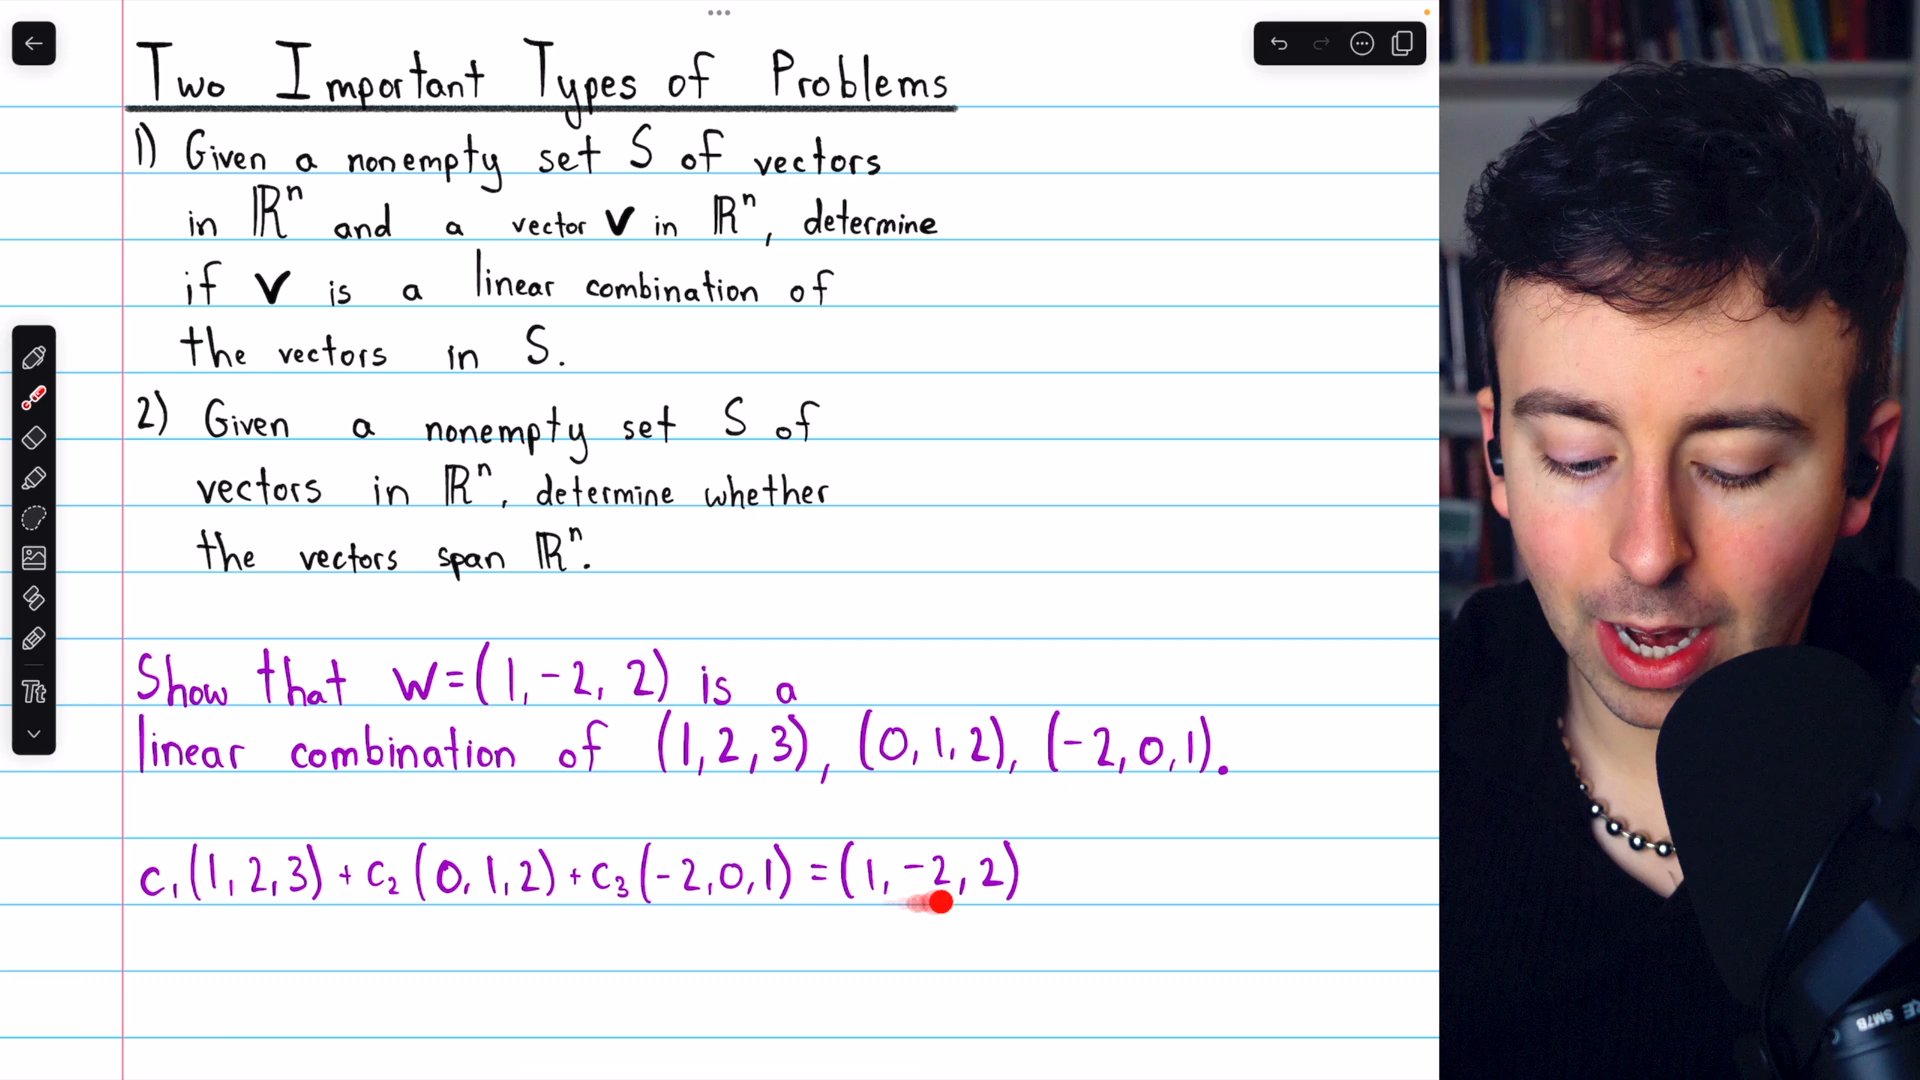 Two Important Types of Problems
1) Given a nonempty set S of vectors
in ℝⁿ and a vector v in ℝⁿ, determine
if v is a linear combination of
the vectors in S.
2) Given a nonempty set S of
vectors in ℝⁿ, determine whether
the vectors span ℝⁿ.
Show that w=(1,-2, 2) is a
linear combination of (1,2,3), (0,1,2), (-2,0,1).
c₁(1,2,3)+c₂(0,1,2)+c₃(-2,0,1)=(1,-2,2)
Tt
SM7B